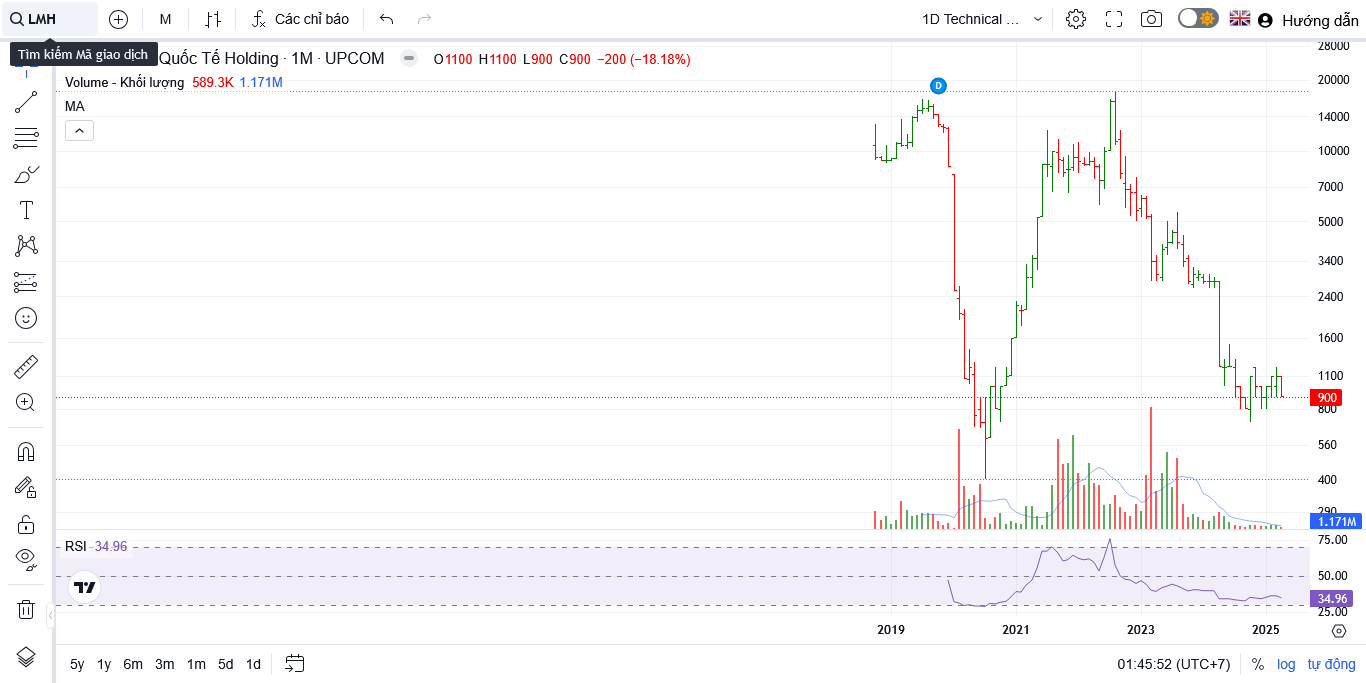 LMH
M
Các chỉ báo
1D Technical ...
Hướng dẫn
Tìm kiếm Mã giao dịch
Quốc Tế Holding · 1M · UPCOM
O1100 H1100 L900 C900 −200 (−18.18%)
Volume - Khối lượng 589.3K 1.171M
MA
D
28000
20000
14000
10000
7000
5000
3400
2400
1600
1100
900
800
560
400
290
1.171M
RSI 34.96
75.00
50.00
34.96
25.00
2019 2021 2023 2025
5y 1y 6m 3m 1m 5d 1d
01:45:52 (UTC+7) % log tự động